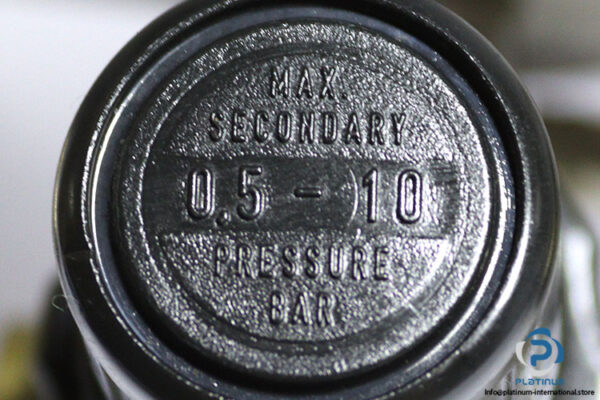 MAX.
SECONDARY
0.5 - 10
PRESSURE
BAR
PLATINUM
Info@platinum-international.store